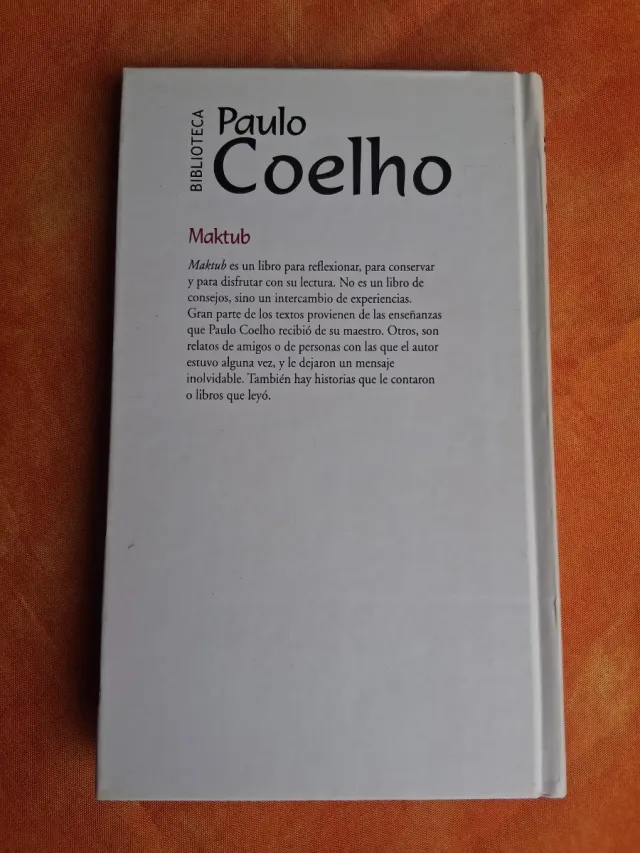 BIBLIOTECA
Paulo
Coelho
Maktub
Maktub es un libro para reflexionar, para conservar
y para disfrutar con su lectura. No es un libro de
consejos, sino un intercambio de experiencias.
Gran parte de los textos provienen de las enseñanzas
que Paulo Coelho recibió de su maestro. Otros, son
relatos de amigos o de personas con las que el autor
estuvo alguna vez, y le dejaron un mensaje
inolvidable. También hay historias que le contaron
o libros que leyó.